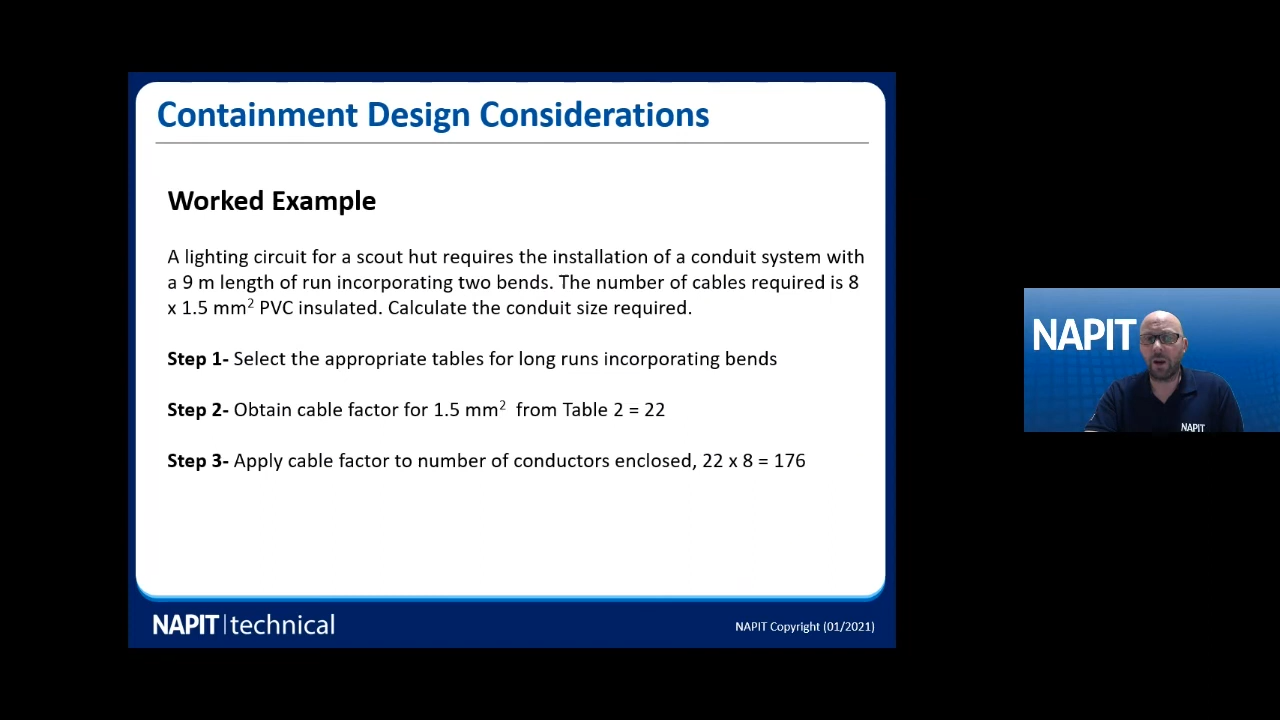 Containment Design Considerations
Worked Example
A lighting circuit for a scout hut requires the installation of a conduit system with
a 9 m length of run incorporating two bends. The number of cables required is 8
x 1.5 mm² PVC insulated. Calculate the conduit size required.
Step 1- Select the appropriate tables for long runs incorporating bends
Step 2- Obtain cable factor for 1.5 mm² from Table 2 = 22
Step 3- Apply cable factor to number of conductors enclosed, 22 x 8 = 176
NAPIT | technical
NAPIT Copyright (01/2021)
NAPIT
NAPIT